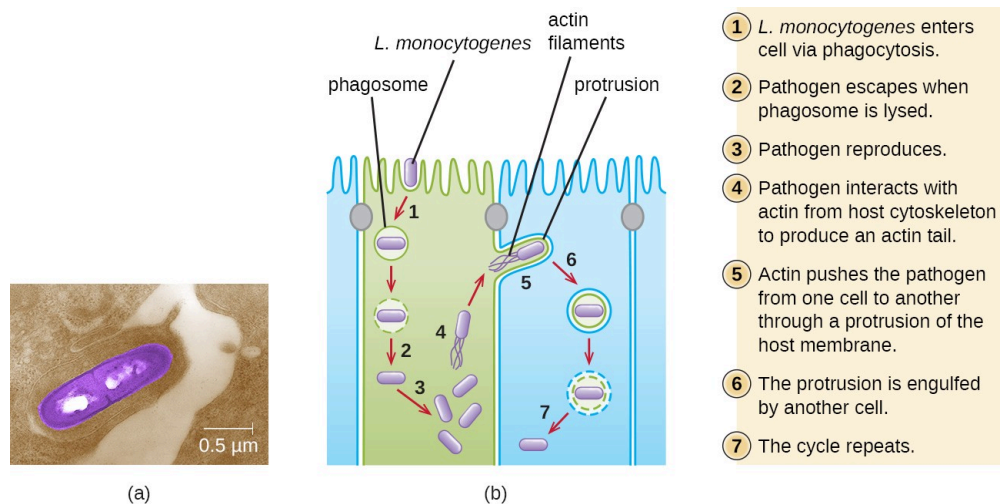 L. monocytogenes
actin
filaments
phagosome
protrusion
1
2
3
4
5
6
7
0.5 µm
(a)
(b)
1 L. monocytogenes enters
cell via phagocytosis.
2 Pathogen escapes when
phagosome is lysed.
3 Pathogen reproduces.
4 Pathogen interacts with
actin from host cytoskeleton
to produce an actin tail.
5 Actin pushes the pathogen
from one cell to another
through a protrusion of the
host membrane.
6 The protrusion is engulfed
by another cell.
7 The cycle repeats.